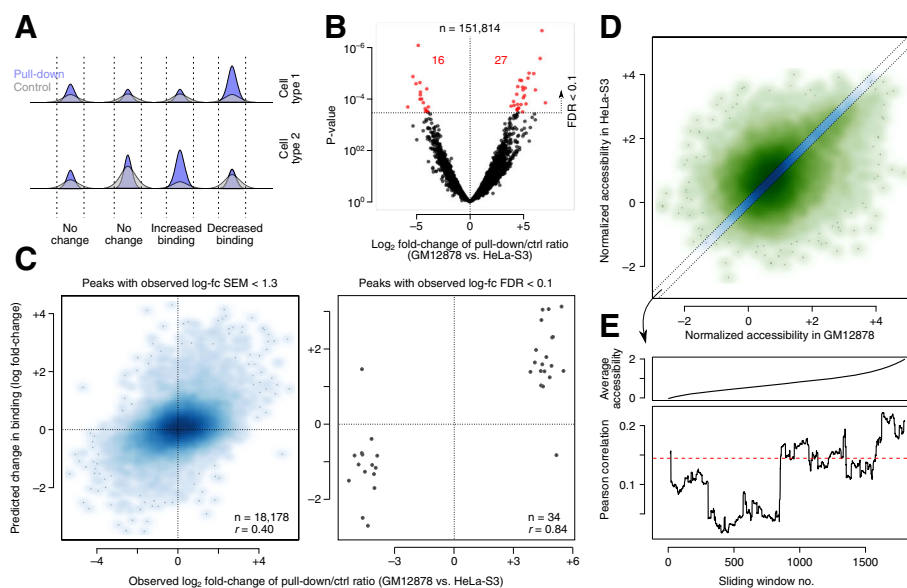 A
Pull-down
Control
Cell
type 1
Cell
type 2
No
change
No
change
Increased
binding
Decreased
binding
B
n = 151,814
16
27
P-value
10-6
10-4
1002
100
FDR < 0.1
−5
0
+5
Log2 fold-change of pull-down/ctrl ratio
(GM12878 vs. HeLa-S3)
C
Peaks with observed log-fc SEM < 1.3
Predicted change in binding (log fold-change)
+4
+2
0
−2
n = 18,178
r = 0.40
−4
0
+4
Peaks with observed log-fc FDR < 0.1
+2
0
−2
n = 34
r = 0.84
−3
0
+3
+6
Observed log2 fold-change of pull-down/ctrl ratio (GM12878 vs. HeLa-S3)
D
Normalized accessibility in HeLa-S3
+4
+2
0
−2
−2
0
+2
+4
Normalized accessibility in GM12878
E
Average
accessibility
2
0
Pearson correlation
0.2
0.1
0
500
1000
1500
Sliding window no.